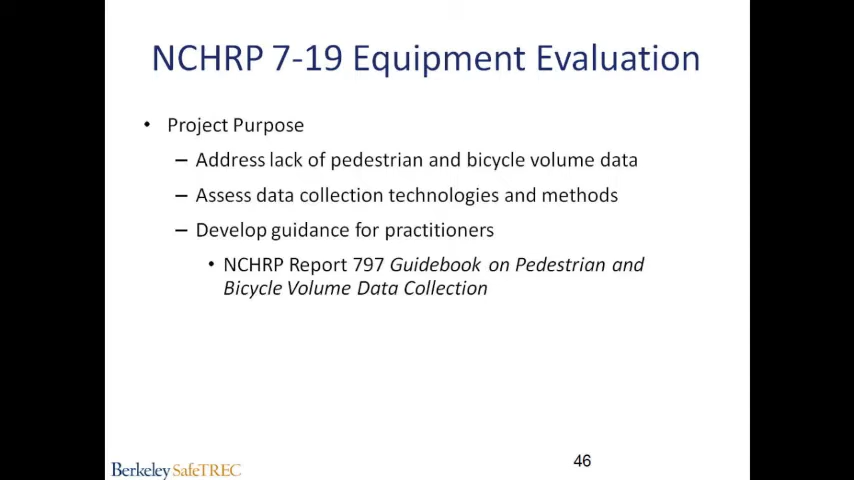 NCHRP 7-19 Equipment Evaluation
• Project Purpose
– Address lack of pedestrian and bicycle volume data
– Assess data collection technologies and methods
– Develop guidance for practitioners
• NCHRP Report 797 Guidebook on Pedestrian and
Bicycle Volume Data Collection
Berkeley SafeTREC
46